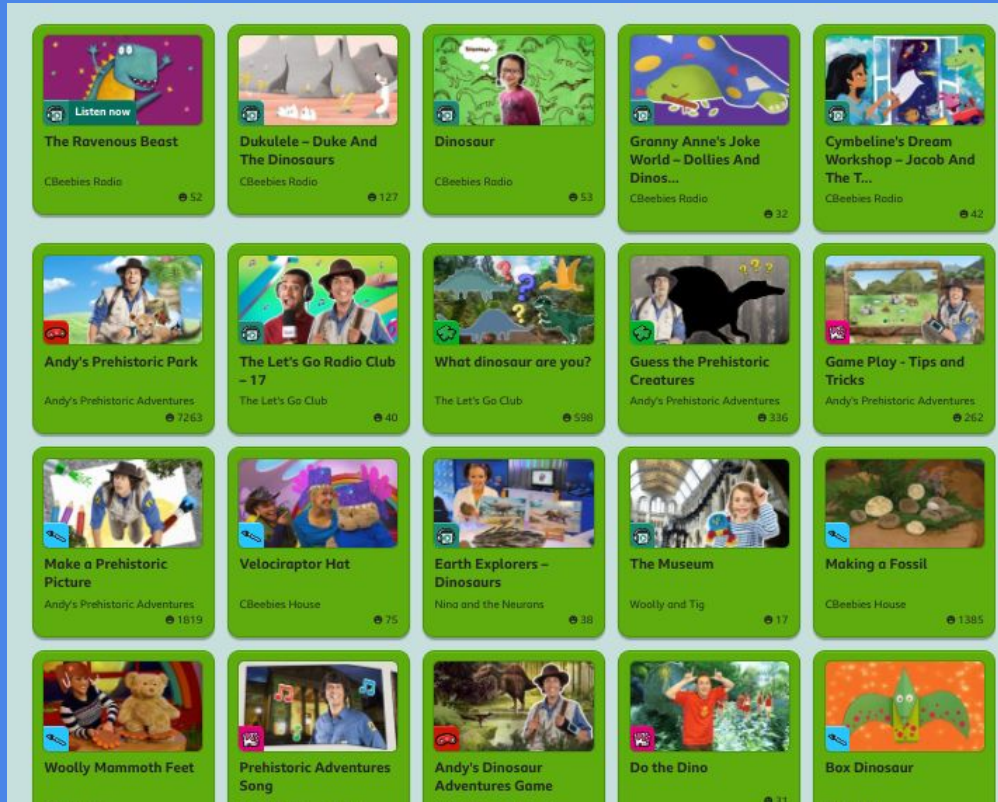 Listen now
The Ravenous Beast
CBeebies Radio
52
Dukulele – Duke And
The Dinosaurs
CBeebies Radio
127
Dinosaur!
Dinosaur
CBeebies Radio
53
Granny Anne's Joke
World – Dollies And
Dinos...
CBeebies Radio
32
Cymbeline's Dream
Workshop – Jacob And
The T...
CBeebies Radio
42
Andy's Prehistoric Park
Andy's Prehistoric Adventures
7263
The Let's Go Radio Club
– 17
The Let's Go Club
40
? ? ?
What dinosaur are you?
The Let's Go Club
598
? ? ?
Guess the Prehistoric
Creatures
Andy's Prehistoric Adventures
336
Game Play - Tips and
Tricks
Andy's Prehistoric Adventures
262
Make a Prehistoric
Picture
Andy's Prehistoric Adventures
1819
Velociraptor Hat
CBeebies House
75
Earth Explorers –
Dinosaurs
Nina and the Neurons
38
The Museum
Woolly and Tig
17
Making a Fossil
CBeebies House
1385
Woolly Mammoth Feet
Prehistoric Adventures
Song
Andy's Dinosaur
Adventures Game
Do the Dino
31
Box Dinosaur